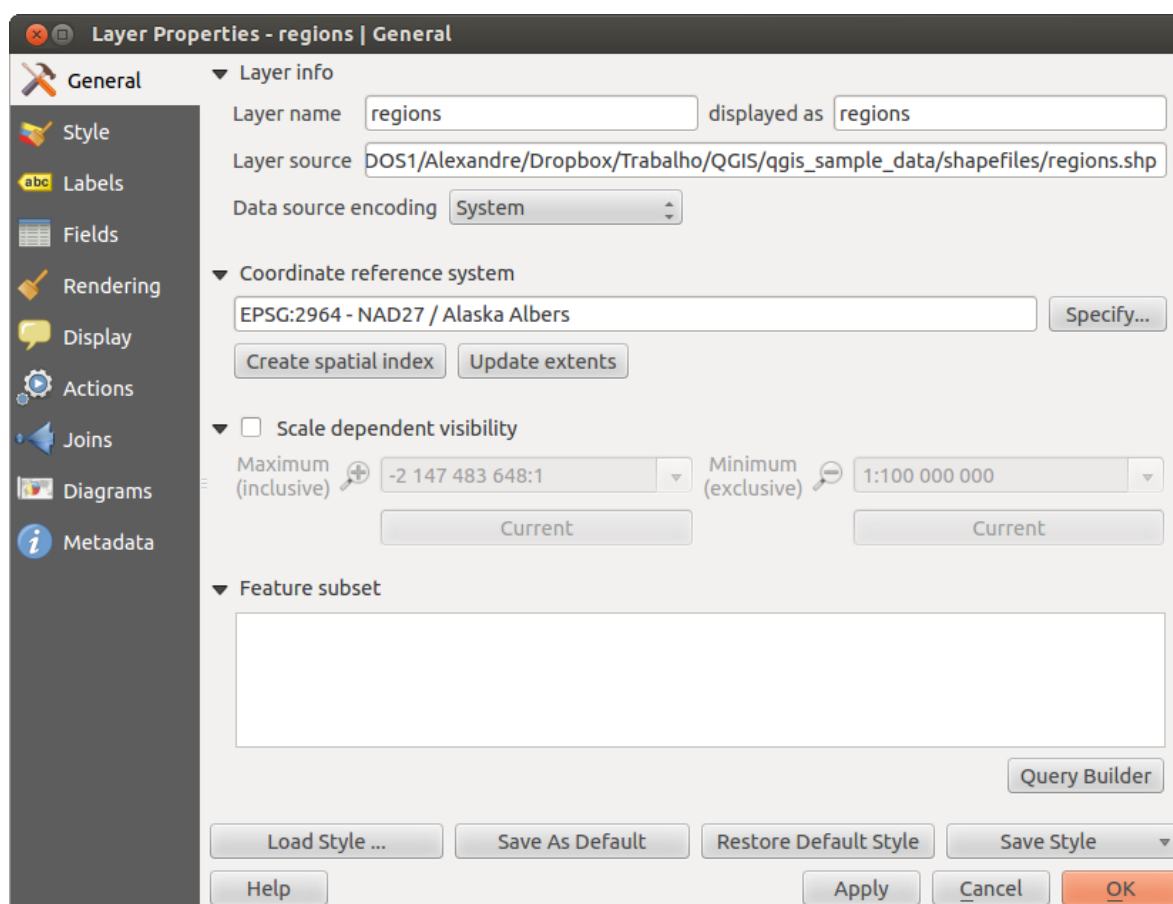 Layer Properties - regions | General
General
Style
Labels
Fields
Rendering
Display
Actions
Joins
Diagrams
Metadata
abc
Layer info
Layer name regions displayed as regions
Layer source DOS1/Alexandre/Dropbox/Trabalho/QGIS/qgis_sample_data/shapefiles/regions.shp
Data source encoding System
Coordinate reference system
EPSG:2964 - NAD27 / Alaska Albers Specify...
Create spatial index Update extents
Scale dependent visibility
Maximum (inclusive) -2 147 483 648:1 Minimum (exclusive) 1:100 000 000
Current Current
Feature subset
Query Builder
Load Style ... Save As Default Restore Default Style Save Style
Help Apply Cancel OK